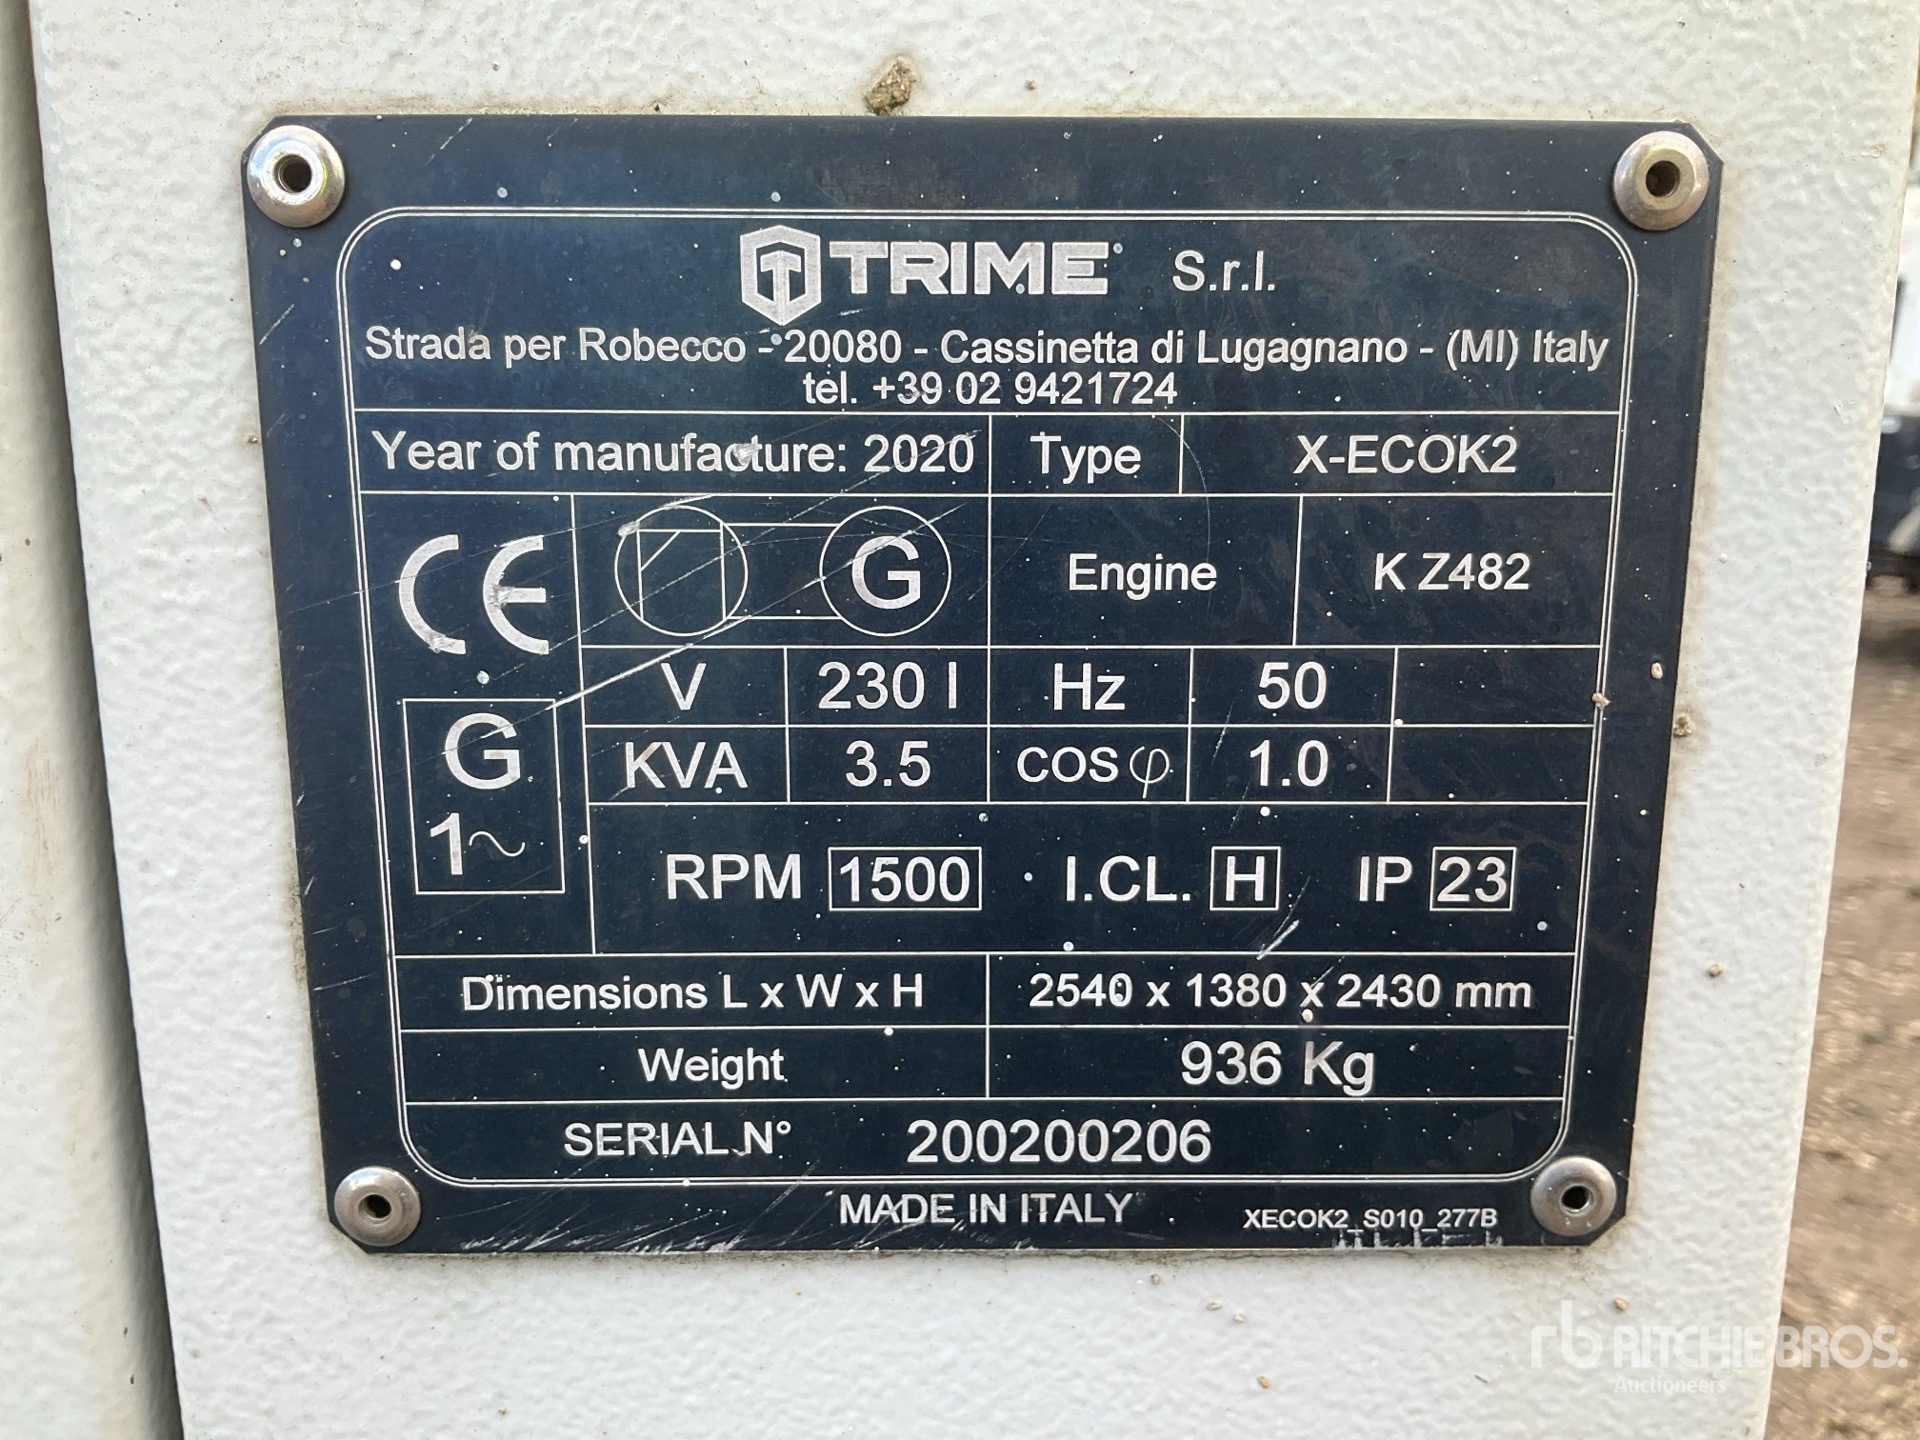 TRIME S.r.l.
Strada per Robecco - 20080 - Cassinetta di Lugagnano - (MI) Italy
tel. +39 02 9421724
Year of manufacture: 2020 Type X-ECOK2
CE G Engine K Z482
V 230 I Hz 50
KVA 3.5 cos φ 1.0
G
1~
RPM 1500 I.CL. H IP 23
Dimensions L x W x H 2540 x 1380 x 2430 mm
Weight 936 Kg
SERIAL N° 200200206
MADE IN ITALY XECOK2_S010_277B
rb RITCHIE BROS.
Auctioneers